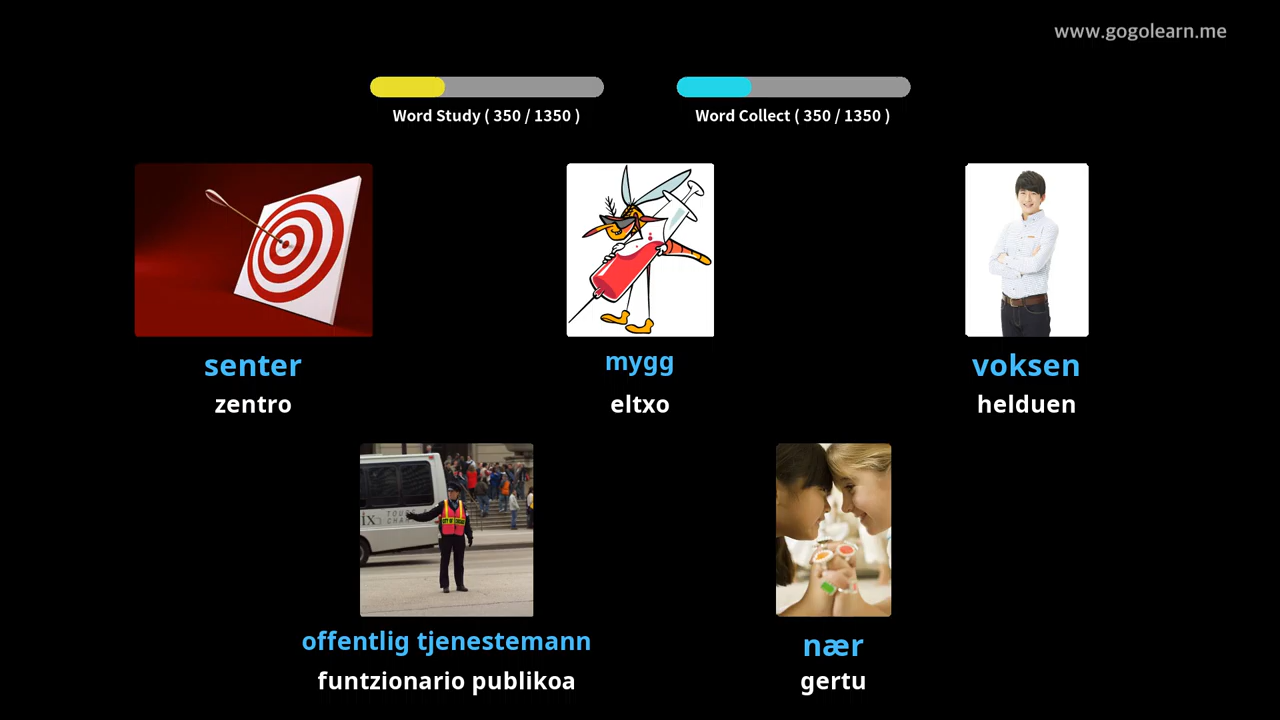 www.gogolearn.me
Word Study ( 350 / 1350 )
Word Collect ( 350 / 1350 )
senter
mygg
voksen
zentro
eltxo
helduen
offentlig tjenestemann
nær
funtzionario publikoa
gertu